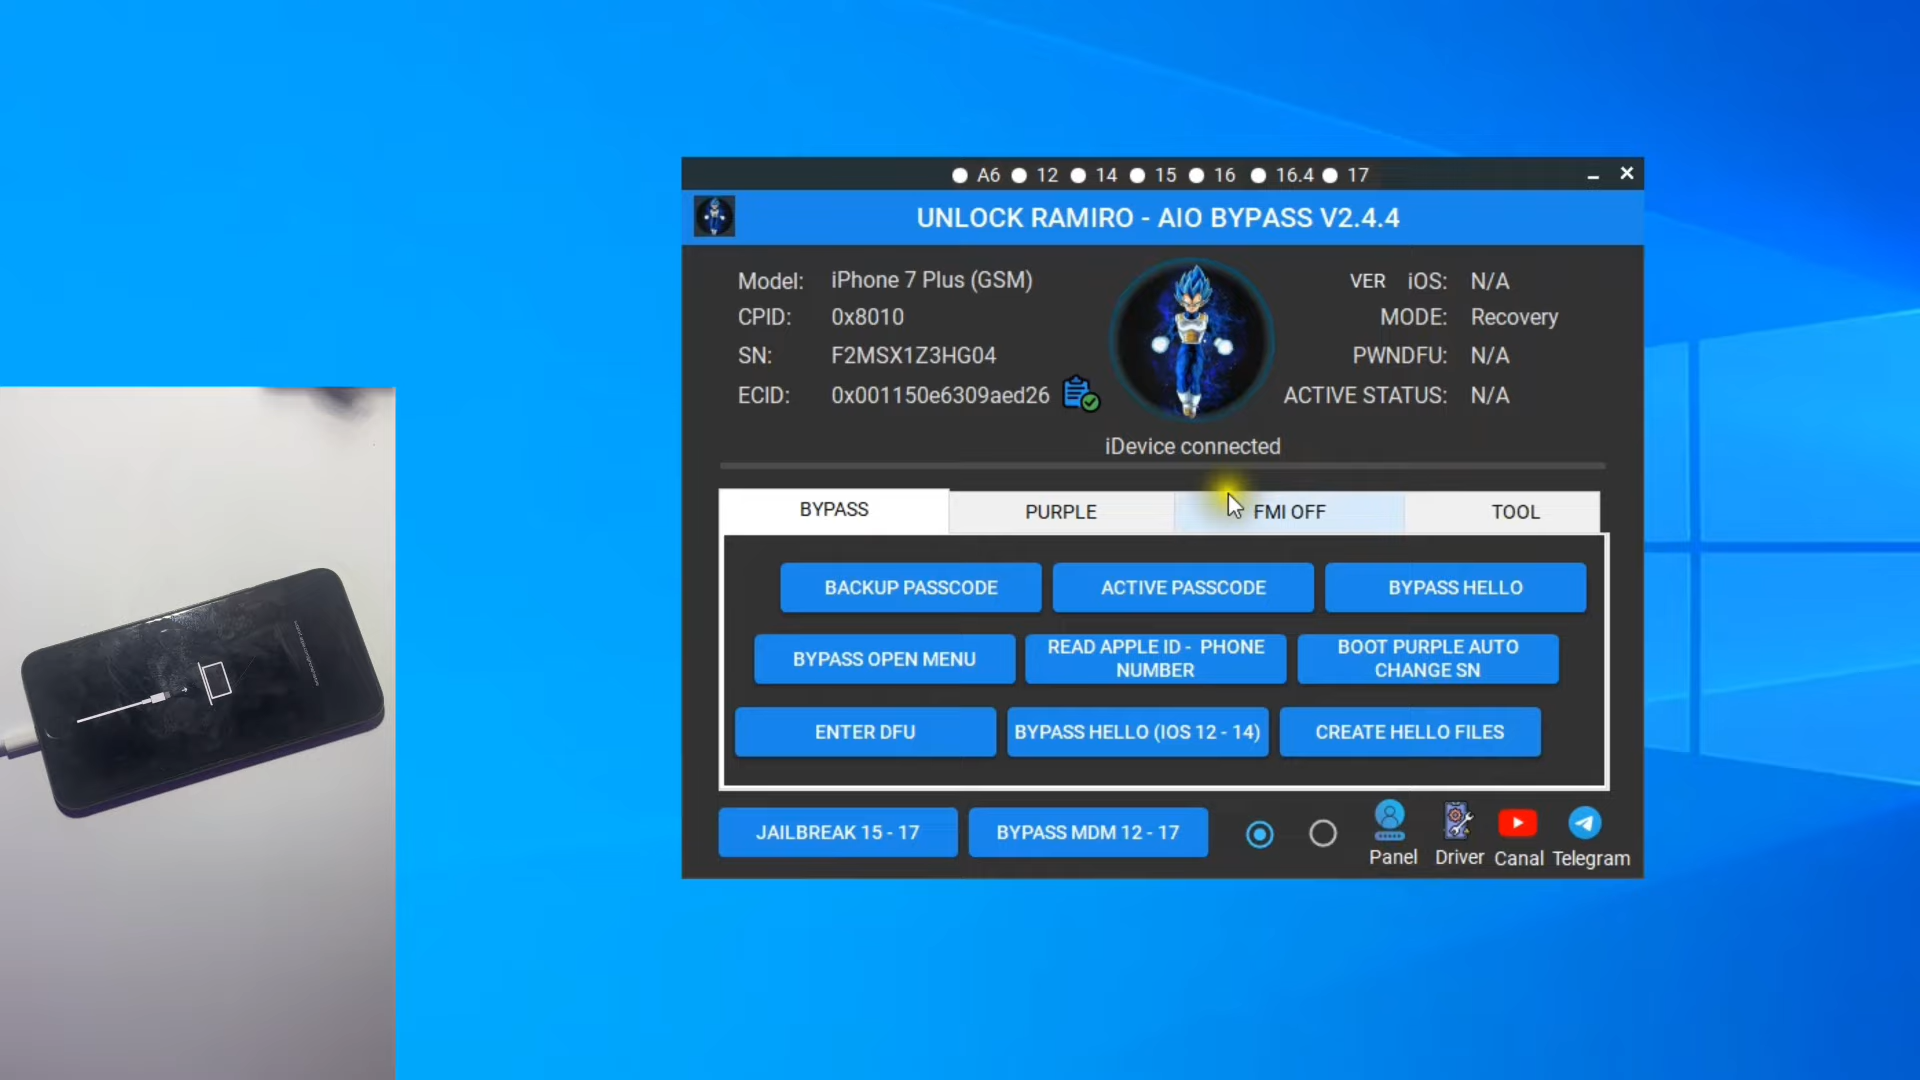 A6 12 14 15 16 16.4 17
UNLOCK RAMIRO - AIO BYPASS V2.4.4
Model: iPhone 7 Plus (GSM)
VER iOS: N/A
CPID: 0x8010
MODE: Recovery
SN: F2MSX1Z3HG04
PWNDFU: N/A
ECID: 0x001150e6309aed26
ACTIVE STATUS: N/A
iDevice connected
BYPASS PURPLE FMI OFF TOOL
BACKUP PASSCODE ACTIVE PASSCODE BYPASS HELLO
BYPASS OPEN MENU
READ APPLE ID - PHONE
NUMBER
BOOT PURPLE AUTO
CHANGE SN
ENTER DFU BYPASS HELLO (IOS 12 - 14) CREATE HELLO FILES
JAILBREAK 15 - 17 BYPASS MDM 12 - 17
Panel Driver Canal Telegram